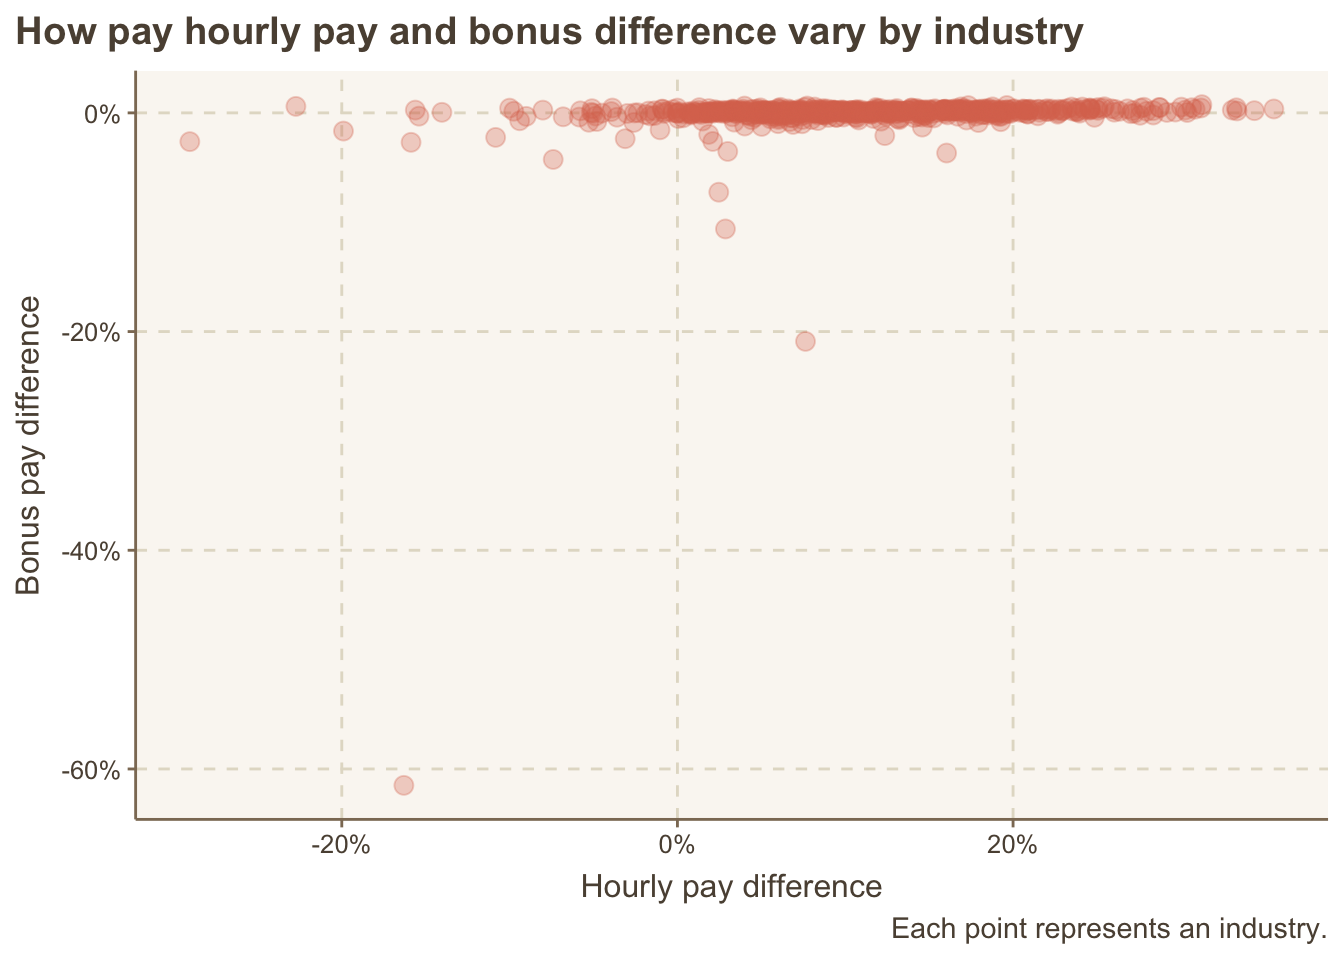 How pay hourly pay and bonus difference vary by industry
0%
-20%
-40%
-60%
Bonus pay difference
-20%
0%
20%
Hourly pay difference
Each point represents an industry.